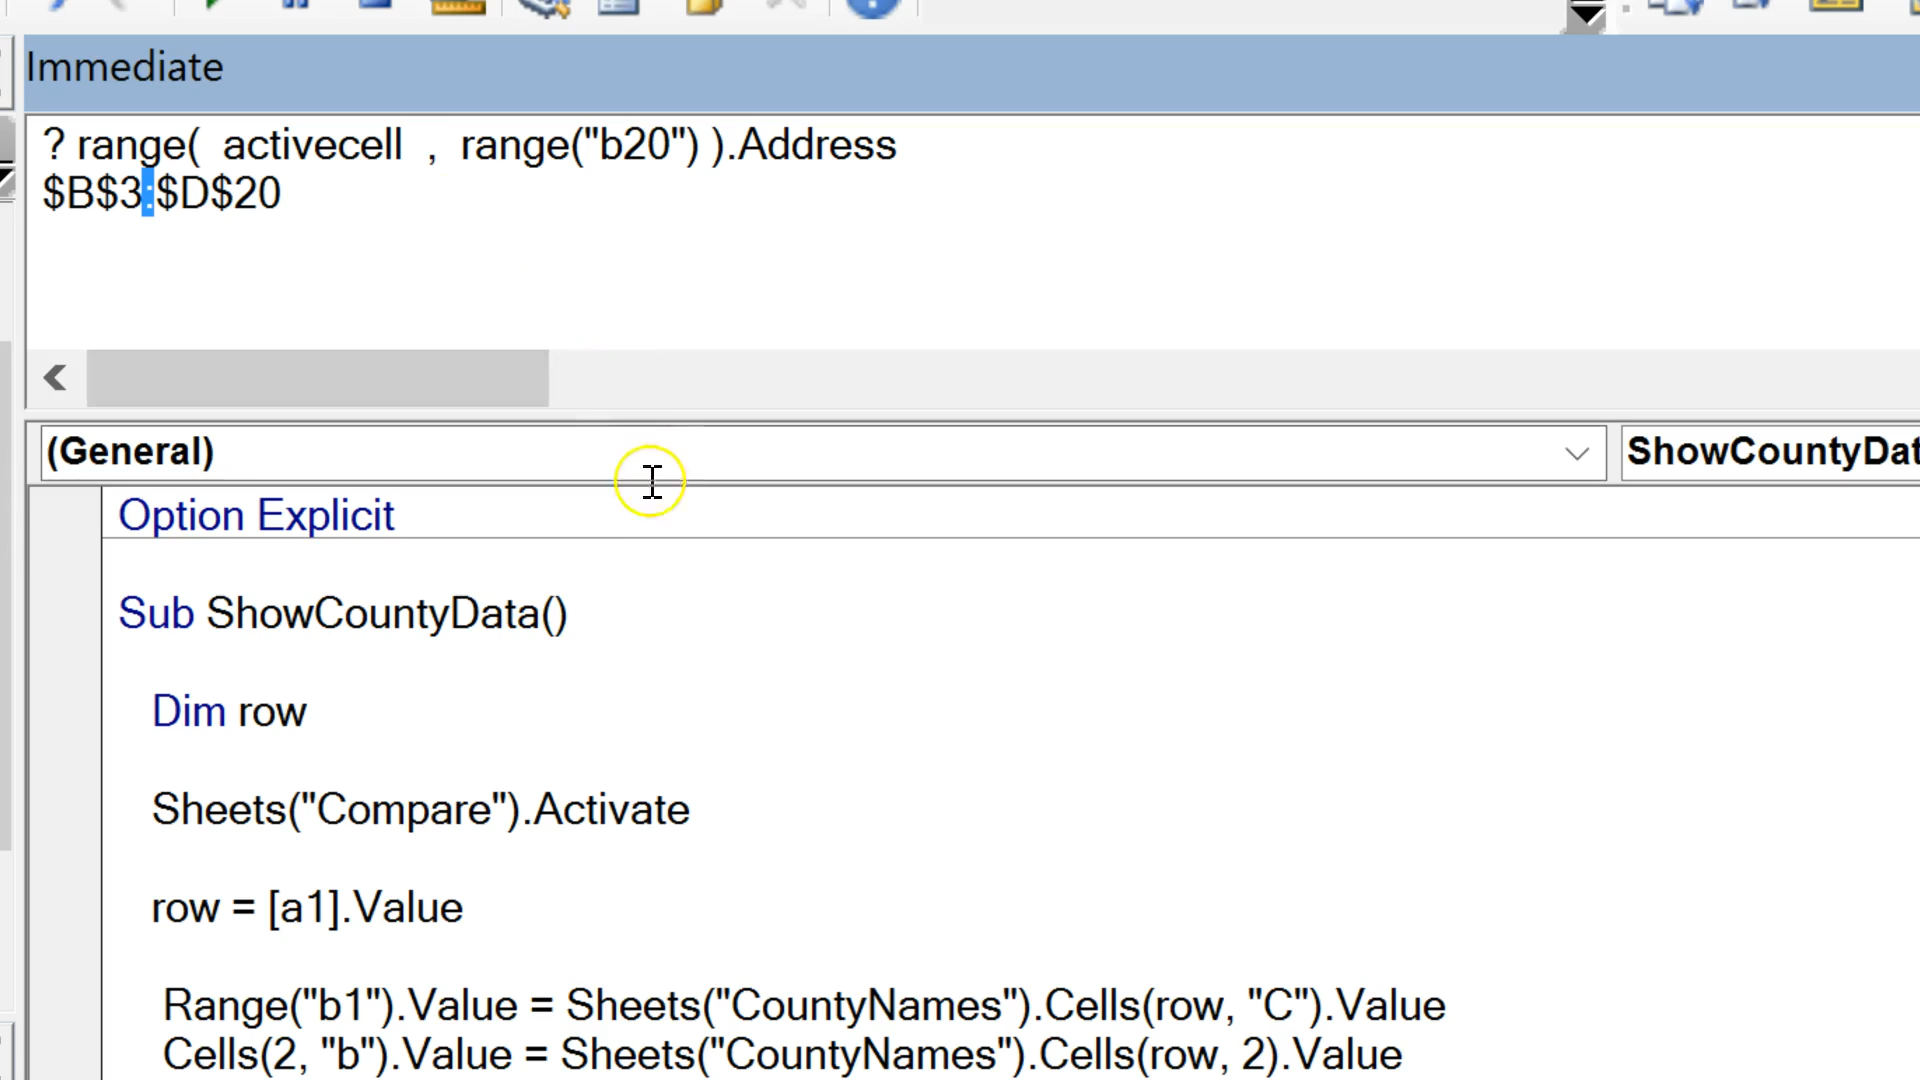 Immediate
? range(  activecell  ,  range("b20") ).Address
$B$3:$D$20
(General)
ShowCountyDat
Option Explicit
Sub ShowCountyData()
Dim row
Sheets("Compare").Activate
row = [a1].Value
Range("b1").Value = Sheets("CountyNames").Cells(row, "C").Value
Cells(2, "b").Value = Sheets("CountyNames").Cells(row, 2).Value